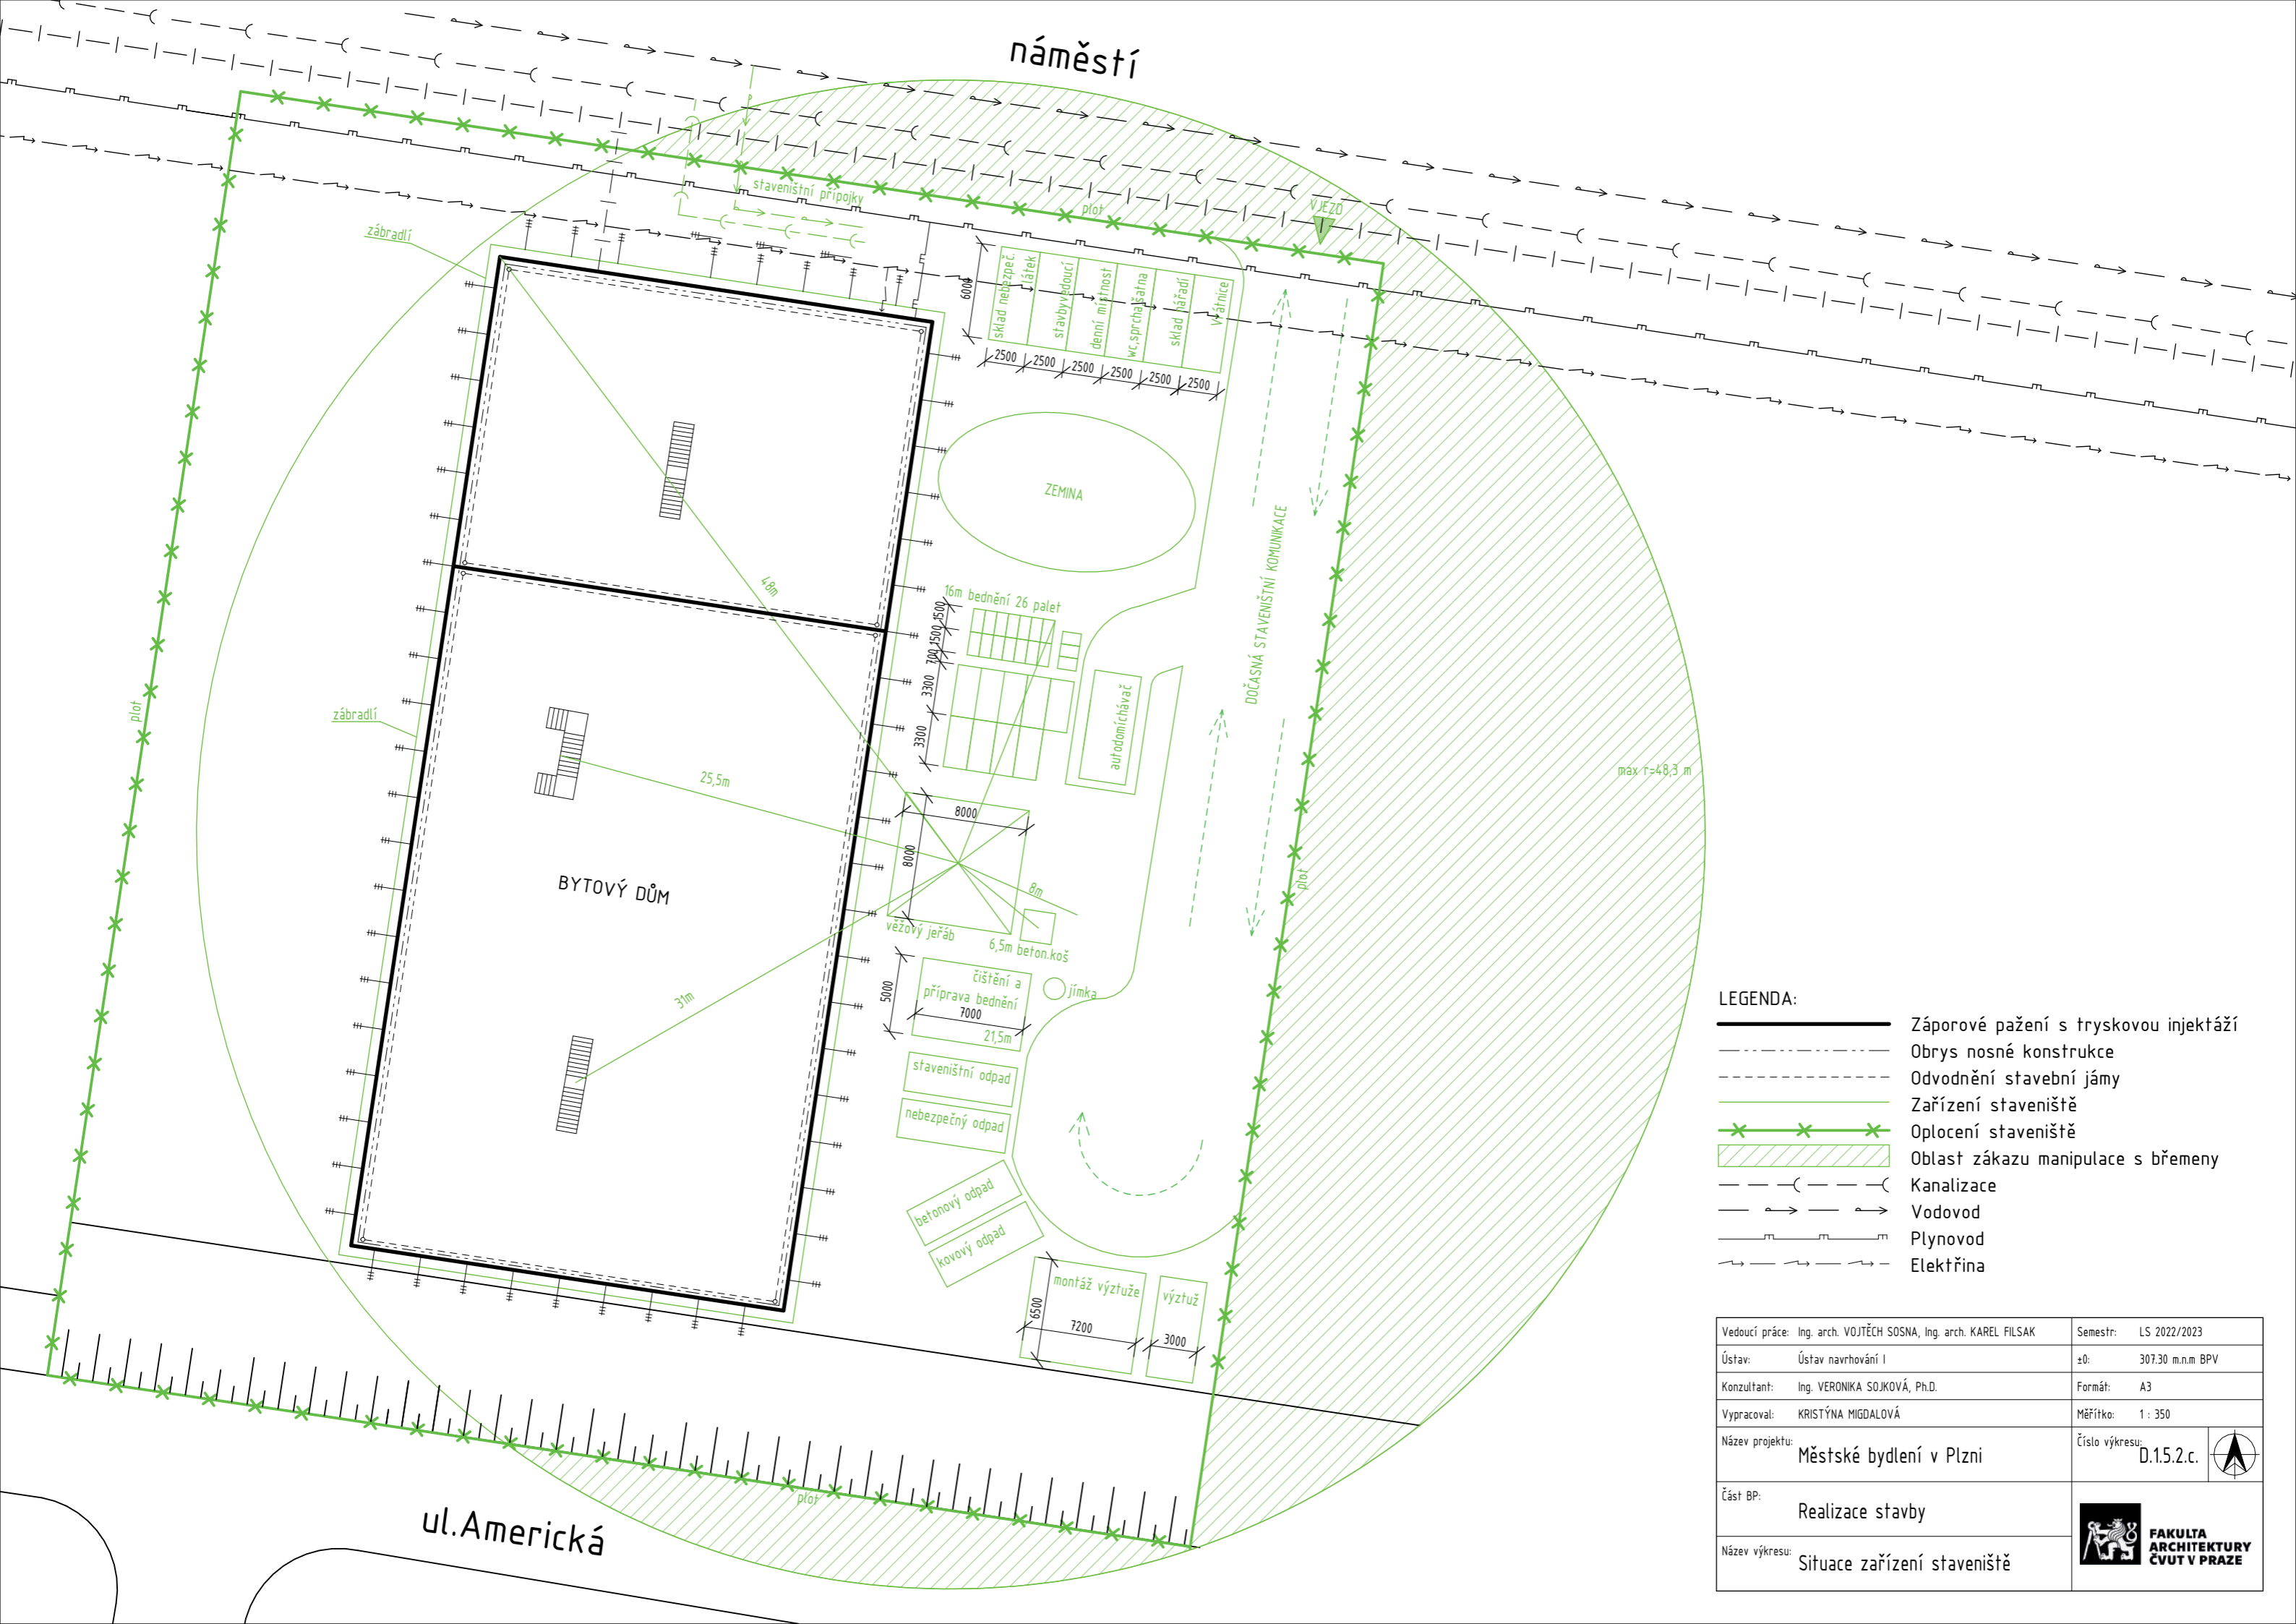 náměstí
VJEZD
staveništní přípojky
plot
zábradlí
6000
sklad nebezpeč.
látek
stavbyvedoucí
denní místnost
wc,sprcha,šatna
sklad nářadí
Vrátnice
2500
2500
2500
2500
2500
2500
ZEMINA
DOČASNÁ STAVENIŠTNÍ KOMUNIKACE
48m
16m bednění 26 palet
1500
1500
700
3300
3300
autodomíchávač
plot
zábradlí
25,5m
max r=48,3 m
8000
8000
BYTOVÝ DŮM
8m
plot
věžový jeřáb
6,5m beton.koš
31m
5000
čištění a
příprava bednění
7000
21,5m
jímka
staveništní odpad
nebezpečný odpad
betonový odpad
kovový odpad
montáž výztuže
6500
7200
výztuž
3000
plot
ul.Americká
LEGENDA:
Záporové pažení s tryskovou injektáží
Obrys nosné konstrukce
Odvodnění stavební jámy
Zařízení staveniště
Oplocení staveniště
Oblast zákazu manipulace s břemeny
Kanalizace
Vodovod
Plynovod
Elektřina
Vedoucí práce: Ing. arch. VOJTĚCH SOSNA, Ing. arch. KAREL FILSAK
Semestr: LS 2022/2023
Ústav: Ústav navrhování I
±0: 307.30 m.n.m BPV
Konzultant: Ing. VERONIKA SOJKOVÁ, Ph.D.
Formát: A3
Vypracoval: KRISTÝNA MIGDALOVÁ
Měřítko: 1 : 350
Název projektu: Městské bydlení v Plzni
Číslo výkresu: D.1.5.2.c.
Část BP: Realizace stavby
Název výkresu: Situace zařízení staveniště
FAKULTA
ARCHITEKTURY
ČVUT V PRAZE